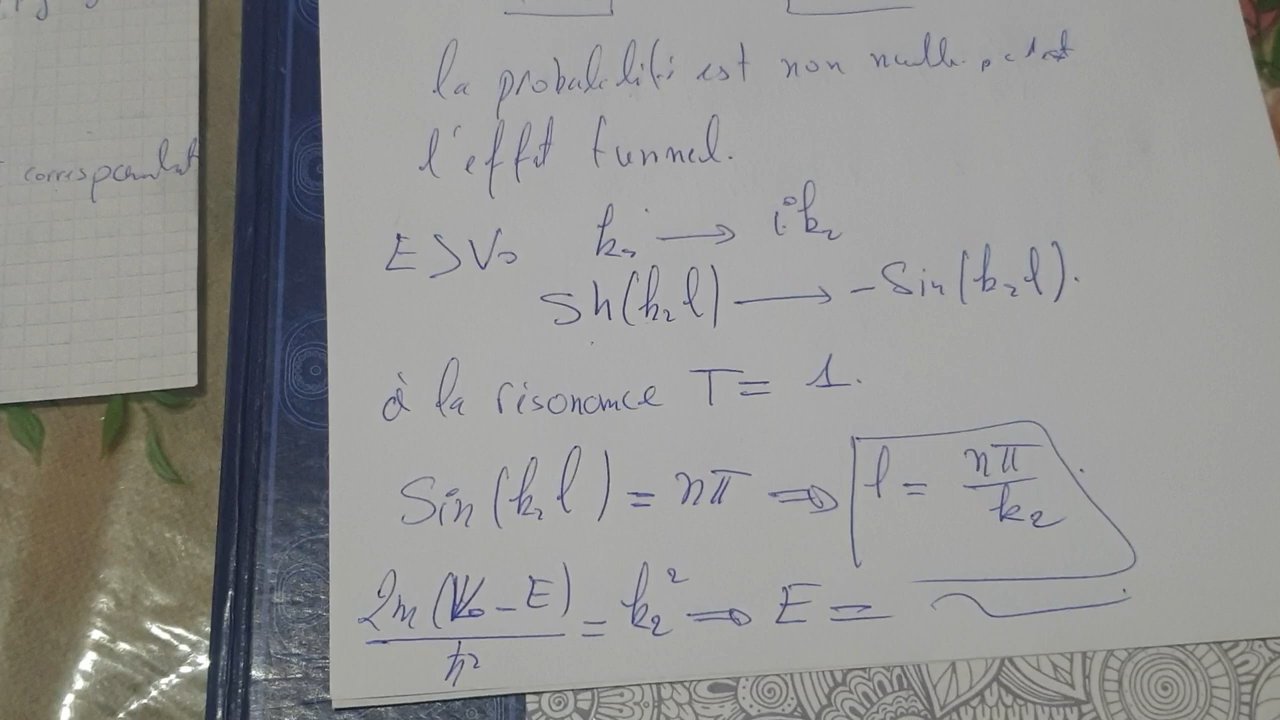 correspondant
la probabilité est non nulle
l'effet tunnel.
E > V₀ k₂ → ik₂
Sh(k₂l) → -Sin(k₂l).
à la résonance T = 1.
Sin(k₂l) = nπ ⇒ l = nπ/k₂
2m(V₀ - E)/ħ² = k₂² ⇒ E =